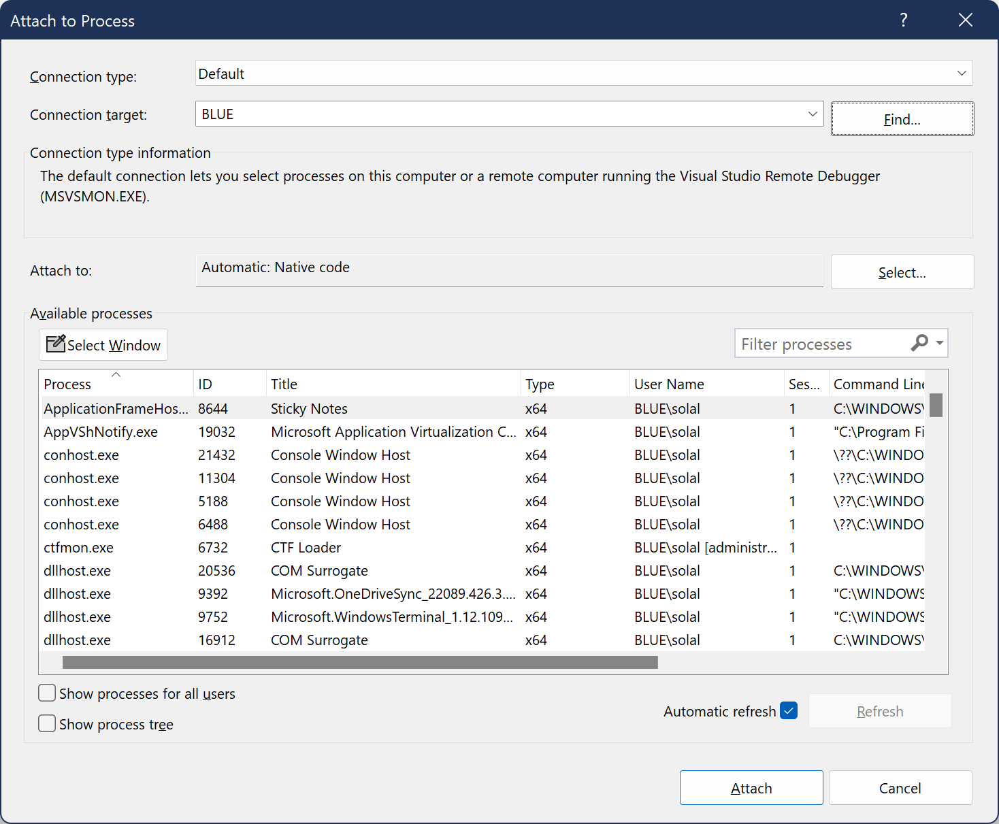 Attach to Process ?
Connection type: Default
Connection target: BLUE Find...
Connection type information
The default connection lets you select processes on this computer or a remote computer running the Visual Studio Remote Debugger
(MSVSMON.EXE).
Attach to: Automatic: Native code Select...
Available processes
Select Window Filter processes
Process ID Title Type User Name Ses... Command Line
ApplicationFrameHos... 8644 Sticky Notes x64 BLUE\solal 1 C:\WINDOWS\
AppVShNotify.exe 19032 Microsoft Application Virtualization C... x64 BLUE\solal 1 "C:\Program Fi
conhost.exe 21432 Console Window Host x64 BLUE\solal 1 \??\C:\WINDO
conhost.exe 11304 Console Window Host x64 BLUE\solal 1 \??\C:\WINDO
conhost.exe 5188 Console Window Host x64 BLUE\solal 1 \??\C:\WINDO
conhost.exe 6488 Console Window Host x64 BLUE\solal 1 \??\C:\WINDO
ctfmon.exe 6732 CTF Loader x64 BLUE\solal [administr... 1
dllhost.exe 20536 COM Surrogate x64 BLUE\solal 1 C:\WINDOWS\
dllhost.exe 9392 Microsoft.OneDriveSync_22089.426.3.... x64 BLUE\solal 1 "C:\WINDOWS
dllhost.exe 9752 Microsoft.WindowsTerminal_1.12.109... x64 BLUE\solal 1 "C:\WINDOWS
dllhost.exe 16912 COM Surrogate x64 BLUE\solal 1 C:\WINDOWS\
Show processes for all users
Automatic refresh Refresh
Show process tree
Attach Cancel